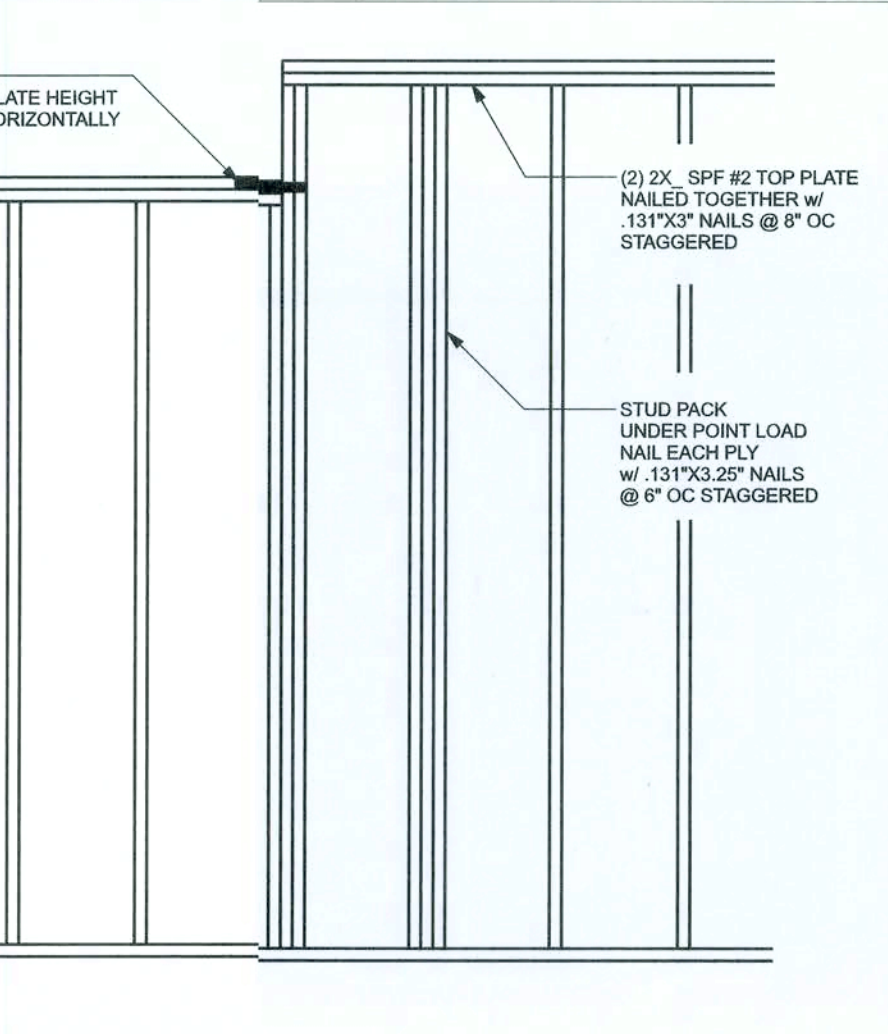 LATE HEIGHT
ORIZONTALLY
(2) 2X_ SPF #2 TOP PLATE
NAILED TOGETHER w/
.131"X3" NAILS @ 8" OC
STAGGERED
STUD PACK
UNDER POINT LOAD
NAIL EACH PLY
w/ .131"X3.25" NAILS
@ 6" OC STAGGERED